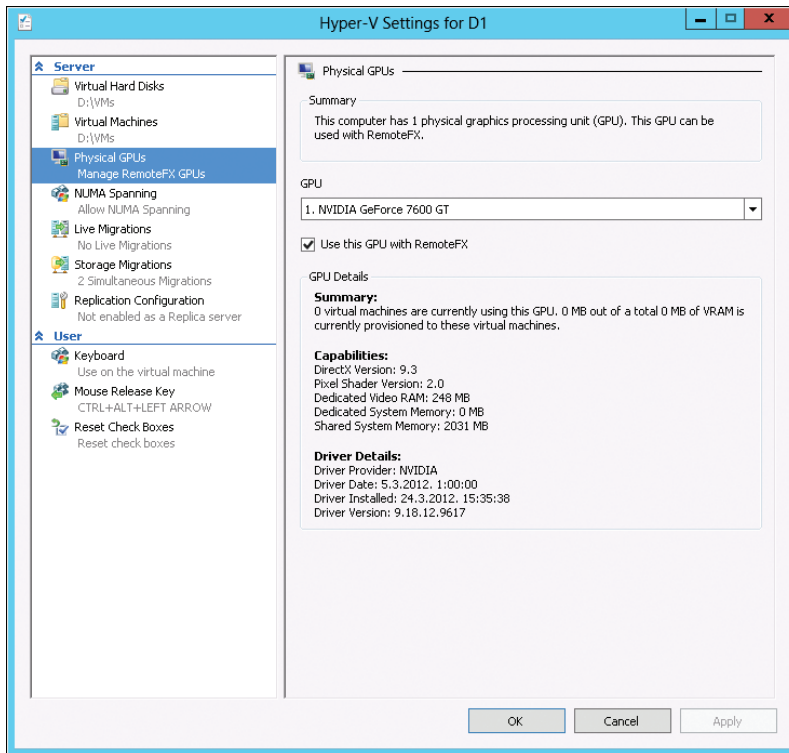 Hyper-V Settings for D1
Server
Virtual Hard Disks
D:\VMs
Virtual Machines
D:\VMs
Physical GPUs
Manage RemoteFX GPUs
NUMA Spanning
Allow NUMA Spanning
Live Migrations
No Live Migrations
Storage Migrations
2 Simultaneous Migrations
Replication Configuration
Not enabled as a Replica server
User
Keyboard
Use on the virtual machine
Mouse Release Key
CTRL+ALT+LEFT ARROW
Reset Check Boxes
Reset check boxes
Physical GPUs
Summary
This computer has 1 physical graphics processing unit (GPU). This GPU can be
used with RemoteFX.
GPU
1. NVIDIA GeForce 7600 GT
Use this GPU with RemoteFX
GPU Details
Summary:
0 virtual machines are currently using this GPU. 0 MB out of a total 0 MB of VRAM is
currently provisioned to these virtual machines.
Capabilities:
DirectX Version: 9.3
Pixel Shader Version: 2.0
Dedicated Video RAM: 248 MB
Dedicated System Memory: 0 MB
Shared System Memory: 2031 MB
Driver Details:
Driver Provider: NVIDIA
Driver Date: 5.3.2012. 1:00:00
Driver Installed: 24.3.2012. 15:35:38
Driver Version: 9.18.12.9617
OK
Cancel
Apply